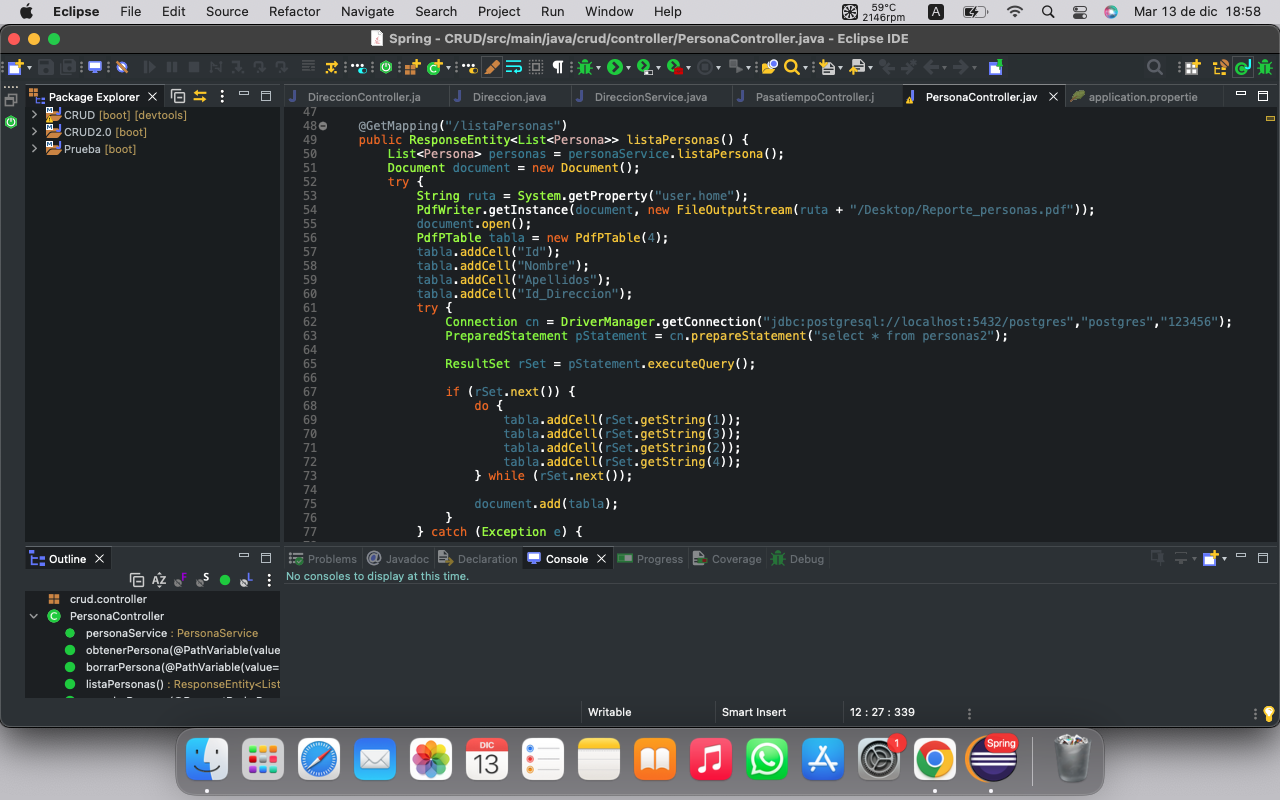 Eclipse File Edit Source Refactor Navigate Search Project Run Window Help 59°C 2146rpm A Mar 13 de dic 18:58
Spring - CRUD/src/main/java/crud/controller/PersonaController.java - Eclipse IDE
Package Explorer
DireccionController.ja Direccion.java DireccionService.java PasatiempoController.j PersonaController.jav application.propertie
CRUD [boot] [devtools]
CRUD2.0 [boot]
Prueba [boot]
47
48 @GetMapping("/listaPersonas")
49 public ResponseEntity<List<Persona>> listaPersonas() {
50 List<Persona> personas = personaService.listaPersona();
51 Document document = new Document();
52 try {
53 String ruta = System.getProperty("user.home");
54 PdfWriter.getInstance(document, new FileOutputStream(ruta + "/Desktop/Reporte_personas.pdf"));
55 document.open();
56 PdfPTable tabla = new PdfPTable(4);
57 tabla.addCell("Id");
58 tabla.addCell("Nombre");
59 tabla.addCell("Apellidos");
60 tabla.addCell("Id_Direccion");
61 try {
62 Connection cn = DriverManager.getConnection("jdbc:postgresql://localhost:5432/postgres","postgres","123456");
63 PreparedStatement pStatement = cn.prepareStatement("select * from personas2");
64
65 ResultSet rSet = pStatement.executeQuery();
66
67 if (rSet.next()) {
68 do {
69 tabla.addCell(rSet.getString(1));
70 tabla.addCell(rSet.getString(3));
71 tabla.addCell(rSet.getString(2));
72 tabla.addCell(rSet.getString(4));
73 } while (rSet.next());
74
75 document.add(tabla);
76 }
77 } catch (Exception e) {
Outline
Problems Javadoc Declaration Console Progress Coverage Debug
No consoles to display at this time.
crud.controller
PersonaController
personaService : PersonaService
obtenerPersona(@PathVariable(value
borrarPersona(@PathVariable(value=
listaPersonas() : ResponseEntity<List
Writable Smart Insert 12 : 27 : 339
DIC
13
1
Spring